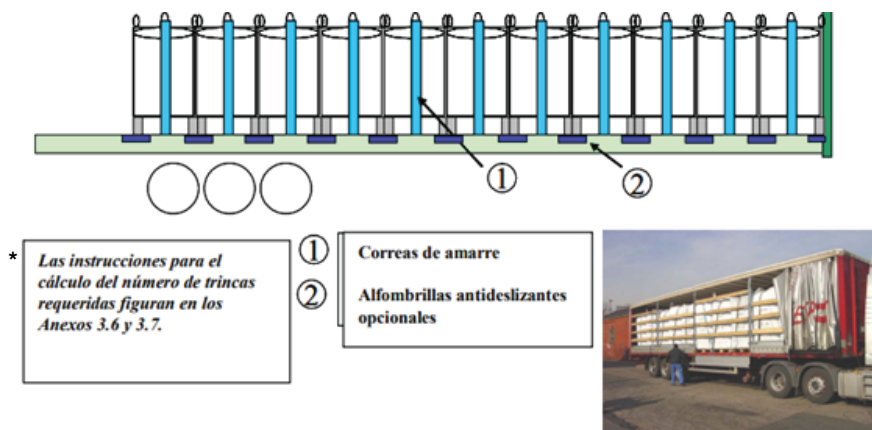 ①
②
* Las instrucciones para el
cálculo del número de trincas
requeridas figuran en los
Anexos 3.6 y 3.7.
① Correas de amarre
② Alfombrillas antideslizantes
opcionales